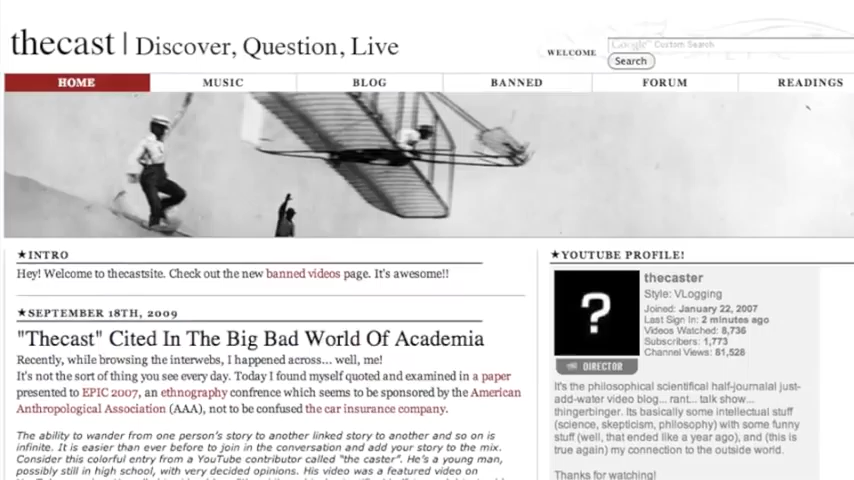 thecast | Discover, Question, Live
WELCOME
Google™ Custom Search
Search
HOME
MUSIC
BLOG
BANNED
FORUM
READINGS
★INTRO
Hey! Welcome to thecastsite. Check out the new banned videos page. It's awesome!!
★SEPTEMBER 18TH, 2009
"Thecast" Cited In The Big Bad World Of Academia
Recently, while browsing the interwebs, I happened across... well, me!
It's not the sort of thing you see every day. Today I found myself quoted and examined in a paper
presented to EPIC 2007, an ethnography confrence which seems to be sponsored by the American
Anthropological Association (AAA), not to be confused the car insurance company.
The ability to wander from one person's story to another linked story to another and so on is
infinite. It is easier than ever before to join in the conversation and add your story to the mix.
Consider this colorful entry from a YouTube contributor called "the caster". He's a young man,
possibly still in high school, with very decided opinions. His video was a featured video on
★YOUTUBE PROFILE!
?
DIRECTOR
thecaster
Style: VLogging
Joined: January 22, 2007
Last Sign In: 2 minutes ago
Videos Watched: 8,736
Subscribers: 1,773
Channel Views: 81,528
It's the philosophical scientifical half-journalal just-
add-water video blog... rant... talk show...
thingerbinger. Its basically some intellectual stuff
(science, skepticism, philosophy) with some funny
stuff (well, that ended like a year ago), and (this is
true again) my connection to the outside world.
Thanks for watching!